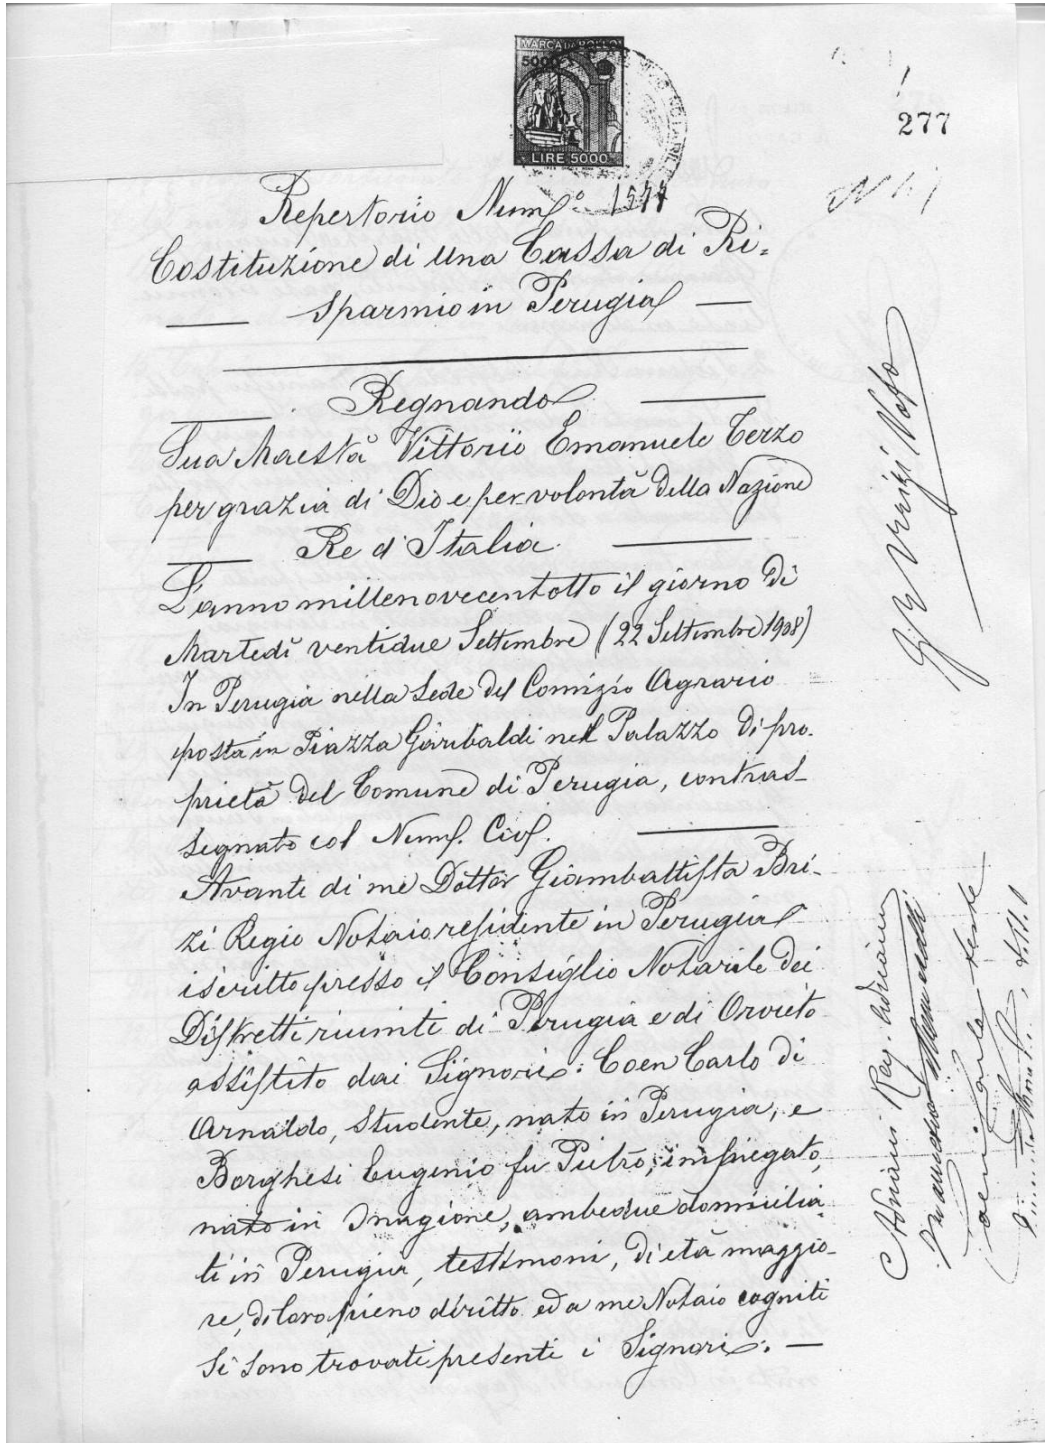 MARCA DA BOLLO
5000
LIRE 5000
277
Repertorio Num° 1577
Costituzione di una Cassa di Ri=
sparmio in Perugia
Regnando
Sua Maestà Vittorio Emanuele Terzo
per grazia di Dio e per volontà della Nazione
Re d'Italia.
L'anno millenovecentotto il giorno di
Martedì ventidue Settembre (22 Settembre 1908)
In Perugia nella Sede del Comizio Agrario
posta in Piazza Garibaldi nel Palazzo di pro.
prietà del Comune di Perugia, contras_
segnato col Num. Civ.
Avanti di me Dottor Giambattista Bri_
zi Regio Notaio residente in Perugia
iscritto presso il Consiglio Notarile dei
Distretti riuniti di Perugia e di Orvieto
assistito dai Signori: Coen Carlo di
Arnaldo, Studente, nato in Perugia, e
Borghesi Eugenio fu Pietro, impiegato,
nato in Magione, ambedue domicilia
ti in Perugia, testimoni, di età maggio_
re, di loro pieno diritto ed a me Notaio cogniti
si sono trovati presenti i Signori:. —